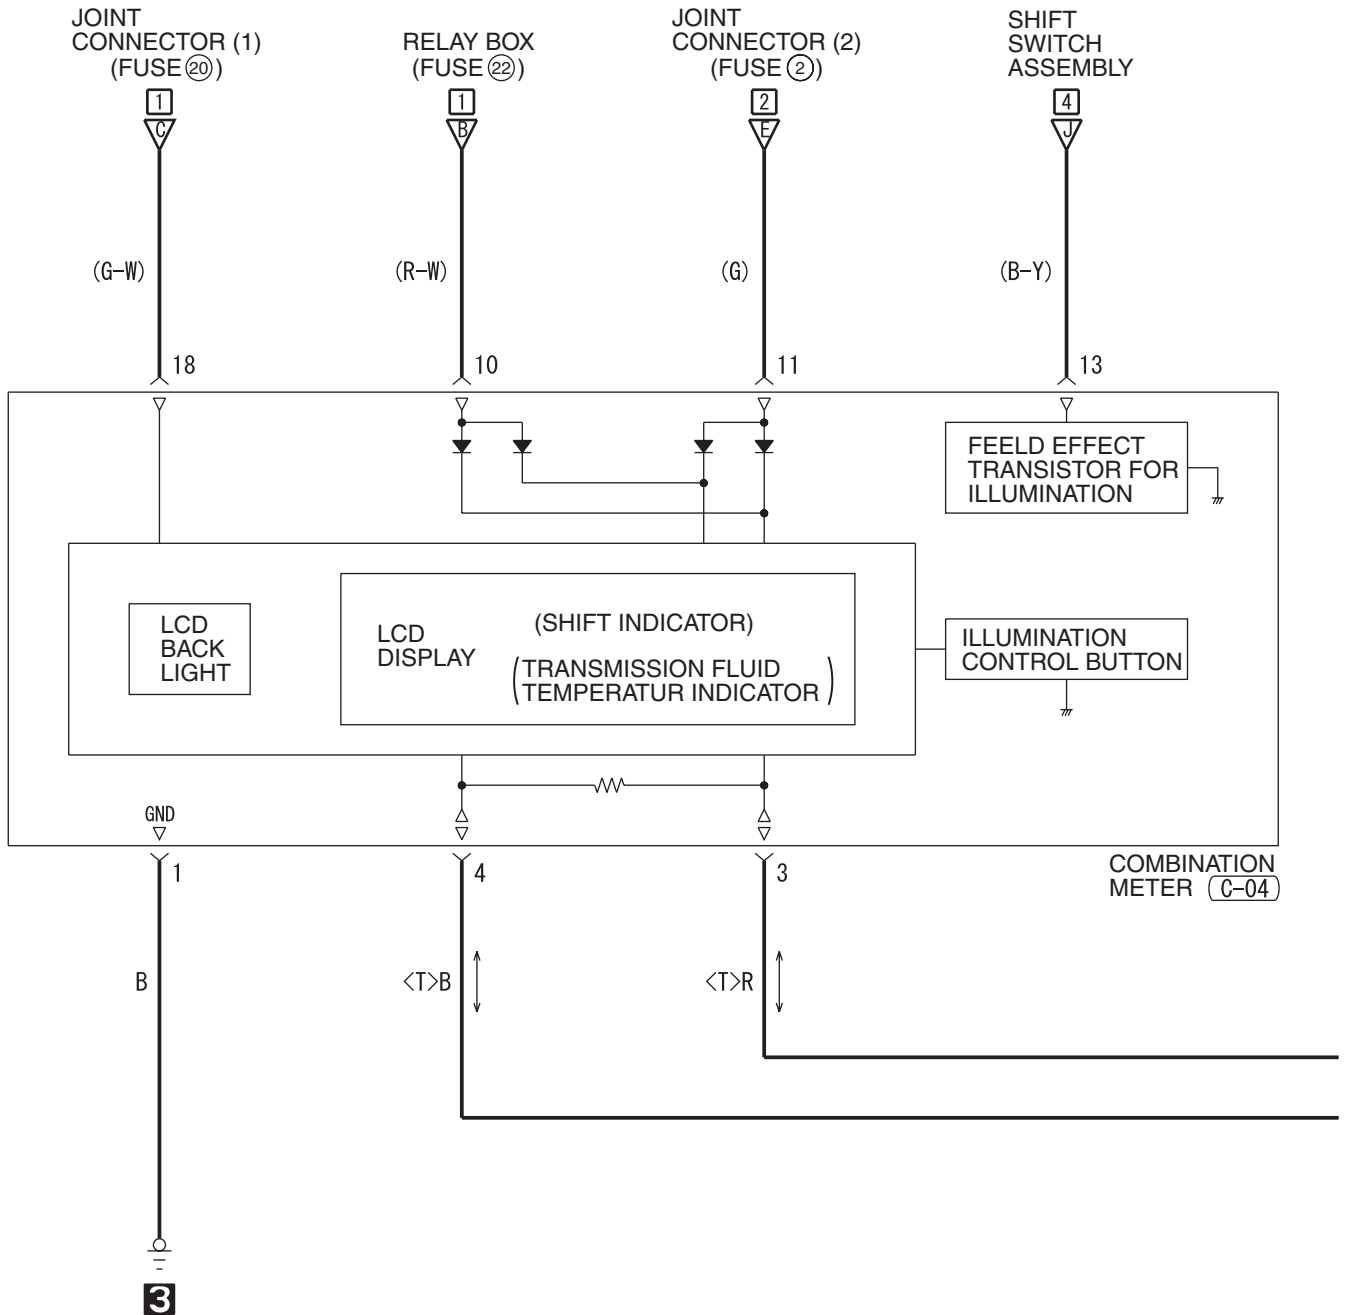 JOINT
CONNECTOR (1)
(FUSE 20)
1
C
RELAY BOX
(FUSE 22)
1
B
JOINT
CONNECTOR (2)
(FUSE 2)
2
E
SHIFT
SWITCH
ASSEMBLY
4
J
(G-W)
(R-W)
(G)
(B-Y)
18
10
11
13
FEELD EFFECT
TRANSISTOR FOR
ILLUMINATION
LCD
BACK
LIGHT
LCD
DISPLAY
(SHIFT INDICATOR)
(TRANSMISSION FLUID
TEMPERATUR INDICATOR)
ILLUMINATION
CONTROL BUTTON
GND
1
4
3
COMBINATION
METER C-04
B
<T>B
<T>R
3